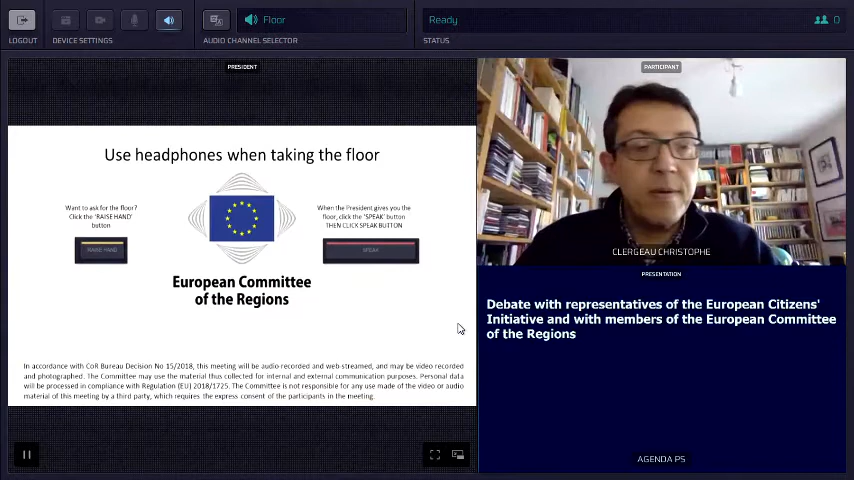 Floor
Ready
0
LOGOUT
DEVICE SETTINGS
AUDIO CHANNEL SELECTOR
STATUS
PRESIDENT
PARTICIPANT
Use headphones when taking the floor
Want to ask for the floor?
Click the 'RAISE HAND'
button
RAISE HAND
When the President gives you the
floor, click the 'SPEAK' button
THEN CLICK SPEAK BUTTON
SPEAK
European Committee
of the Regions
In accordance with CoR Bureau Decision No 15/2018, this meeting will be audio-recorded and web-streamed, and may be video recorded
and photographed. The Committee may use the material thus collected for internal and external communication purposes. Personal data
will be processed in compliance with Regulation (EU) 2018/1725. The Committee is not responsible for any use made of the video or audio
material of this meeting by a third party, which requires the express consent of the participants in the meeting.
CLERGEAU CHRISTOPHE
PRESENTATION
Debate with representatives of the European Citizens'
Initiative and with members of the European Committee
of the Regions
AGENDA PS